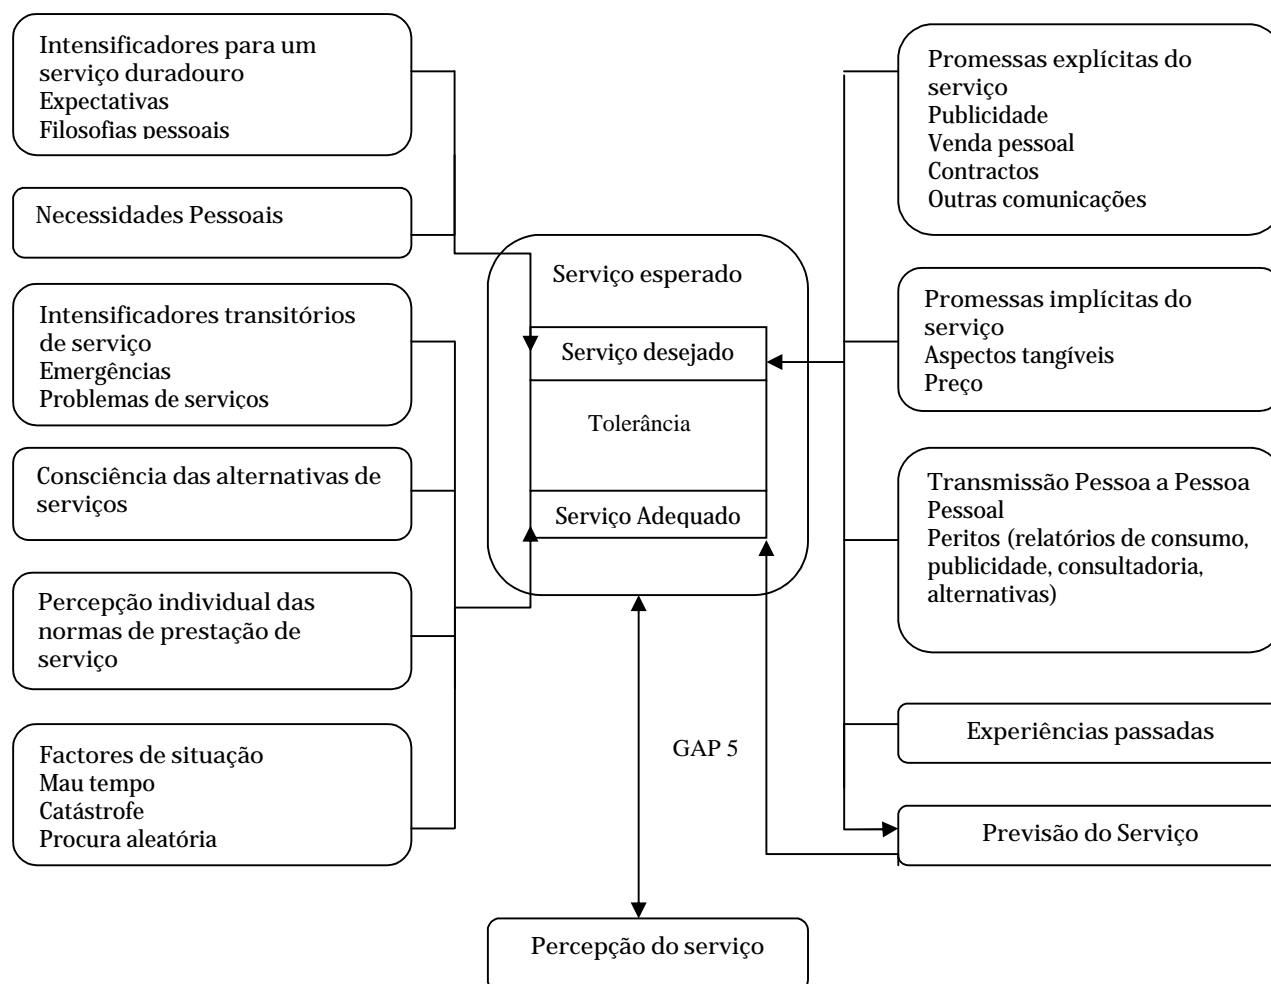 Intensificadores para um
serviço duradouro
Expectativas
Filosofias pessoais
Necessidades Pessoais
Intensificadores transitórios
de serviço
Emergências
Problemas de serviços
Consciência das alternativas de
serviços
Percepção individual das
normas de prestação de
serviço
Factores de situação
Mau tempo
Catástrofe
Procura aleatória
Serviço esperado
Serviço desejado
Tolerância
Serviço Adequado
GAP 5
Percepção do serviço
Promessas explícitas do
serviço
Publicidade
Venda pessoal
Contractos
Outras comunicações
Promessas implícitas do
serviço
Aspectos tangíveis
Preço
Transmissão Pessoa a Pessoa
Pessoal
Peritos (relatórios de consumo,
publicidade, consultadoria,
alternativas)
Experiências passadas
Previsão do Serviço